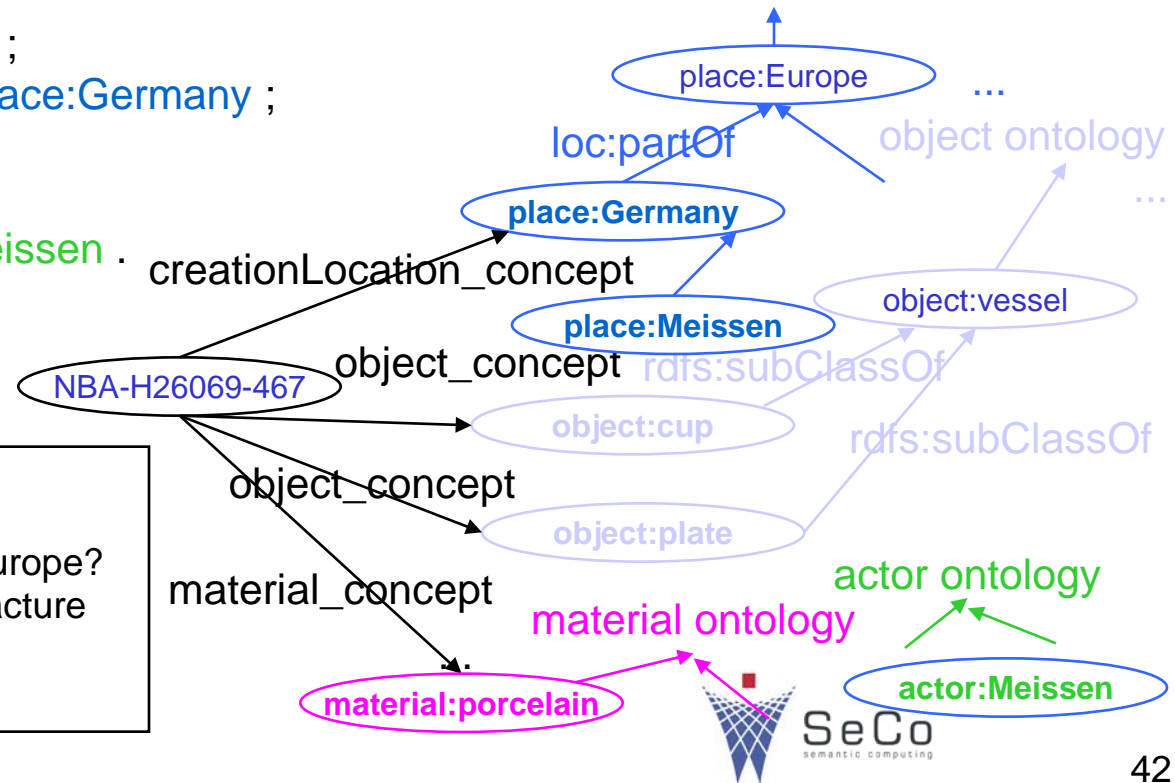 ;
place:Europe
...
ace:Germany ;
loc:partOf
object ontology
place:Germany
...
eissen .
creationLocation_concept
object:vessel
place:Meissen
object_concept
rdfs:subClassOf
NBA-H26069-467
object:cup
rdfs:subClassOf
object_concept
object:plate
urope?
acture
material_concept
actor ontology
material ontology
...
material:porcelain
actor:Meissen
SeCo
semantic computing
42